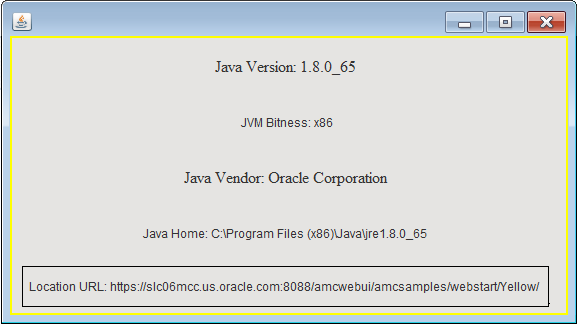 Java Version: 1.8.0_65
JVM Bitness: x86
Java Vendor: Oracle Corporation
Java Home: C:\Program Files (x86)\Java\jre1.8.0_65
Location URL: https://slc06mcc.us.oracle.com:8088/amcwebui/amcsamples/webstart/Yellow/